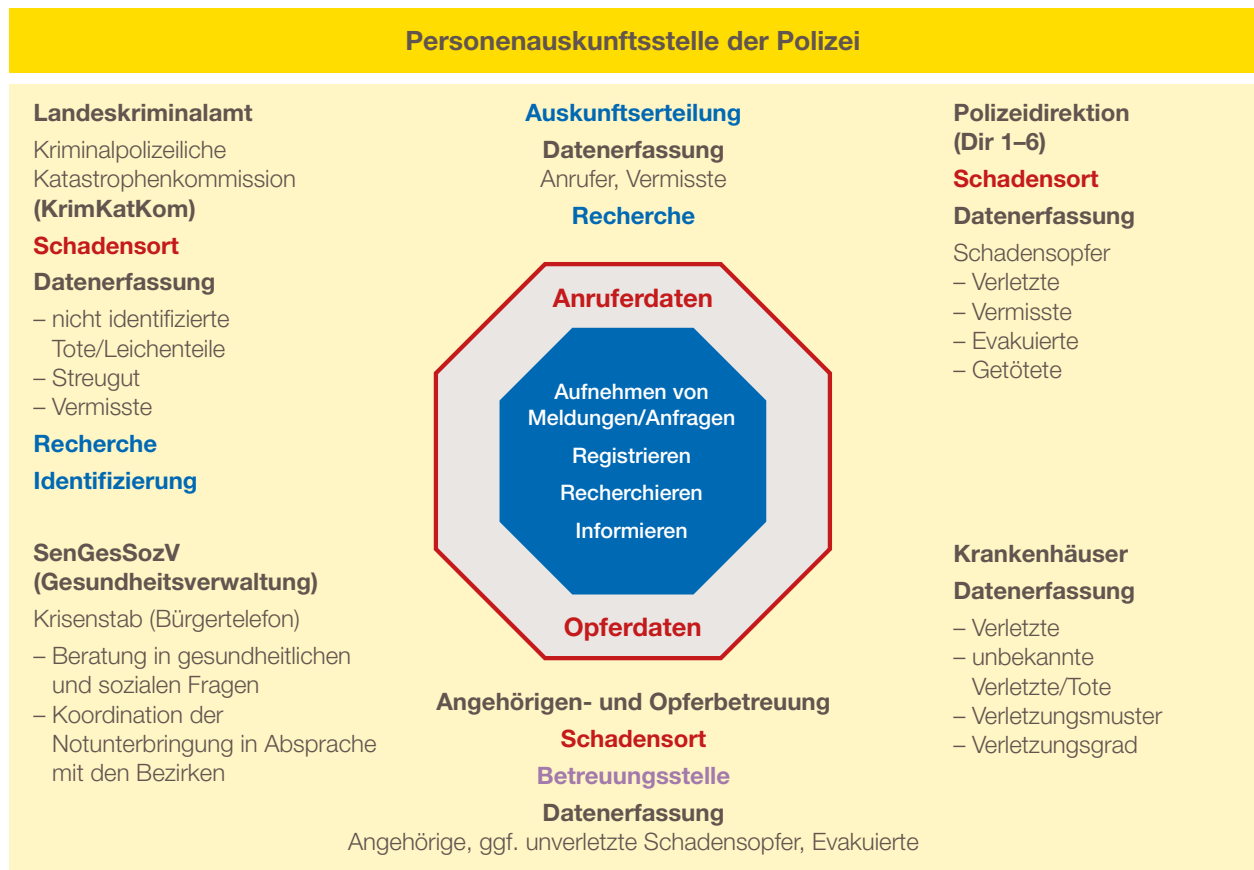 Personenauskunftsstelle der Polizei
Landeskriminalamt
Kriminalpolizeiliche
Katastrophenkommission
(KrimKatKom)
Schadensort
Datenerfassung
– nicht identifizierte
Tote/Leichenteile
– Streugut
– Vermisste
Recherche
Identifizierung
Auskunftserteilung
Datenerfassung
Anrufer, Vermisste
Recherche
Polizeidirektion
(Dir 1–6)
Schadensort
Datenerfassung
Schadensopfer
– Verletzte
– Vermisste
– Evakuierte
– Getötete
Anruferdaten
Aufnehmen von
Meldungen/Anfragen
Registrieren
Recherchieren
Informieren
Opferdaten
SenGesSozV
(Gesundheitsverwaltung)
Krisenstab (Bürgertelefon)
– Beratung in gesundheitlichen
und sozialen Fragen
– Koordination der
Notunterbringung in Absprache
mit den Bezirken
Angehörigen- und Opferbetreuung
Schadensort
Betreuungsstelle
Datenerfassung
Angehörige, ggf. unverletzte Schadensopfer, Evakuierte
Krankenhäuser
Datenerfassung
– Verletzte
– unbekannte
Verletzte/Tote
– Verletzungsmuster
– Verletzungsgrad